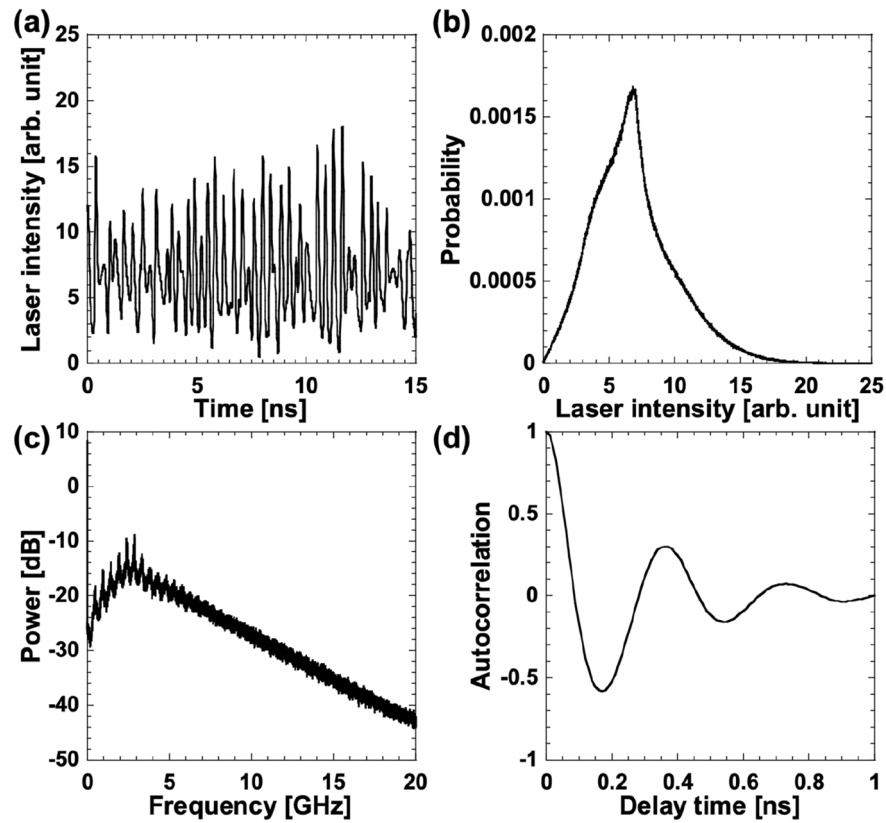 (a)
25
20
15
10
5
0
Laser intensity [arb. unit]
0 5 10 15
Time [ns]
(b)
0.002
0.0015
0.001
0.0005
0
Probability
0 5 10 15 20 25
Laser intensity [arb. unit]
(c)
10
0
-10
-20
-30
-40
-50
Power [dB]
0 5 10 15 20
Frequency [GHz]
(d)
1
0.5
0
-0.5
-1
Autocorrelation
0 0.2 0.4 0.6 0.8 1
Delay time [ns]